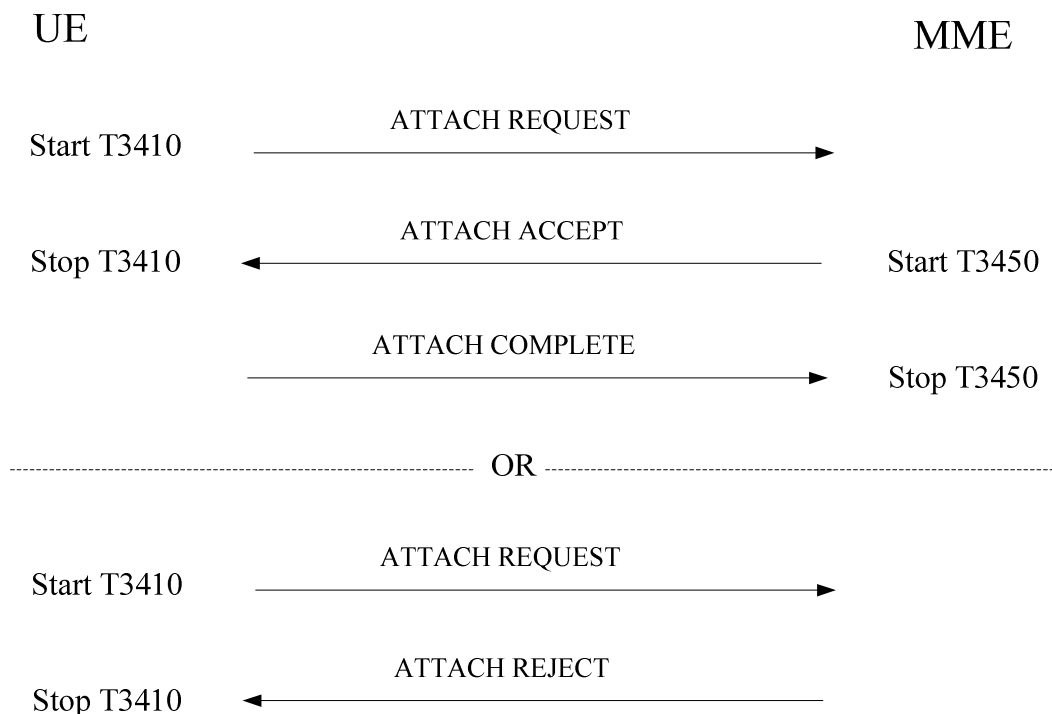 UE
MME
ATTACH REQUEST
Start T3410
ATTACH ACCEPT
Stop T3410
Start T3450
ATTACH COMPLETE
Stop T3450
OR
ATTACH REQUEST
Start T3410
ATTACH REJECT
Stop T3410